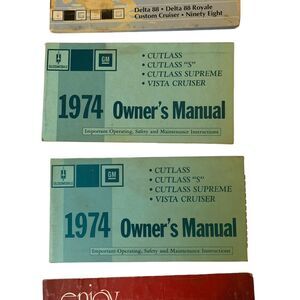 Delta 88 • Delta 88 Royale
Custom Cruiser • Ninety Eight
OLDSMOBILE
GM
• CUTLASS
• CUTLASS "S"
• CUTLASS SUPREME
• VISTA CRUISER
1974 Owner's Manual
Important Operating, Safety and Maintenance Instructions
OLDSMOBILE
GM
• CUTLASS
• CUTLASS "S"
• CUTLASS SUPREME
• VISTA CRUISER
1974 Owner's Manual
Important Operating, Safety and Maintenance Instructions
enjoy